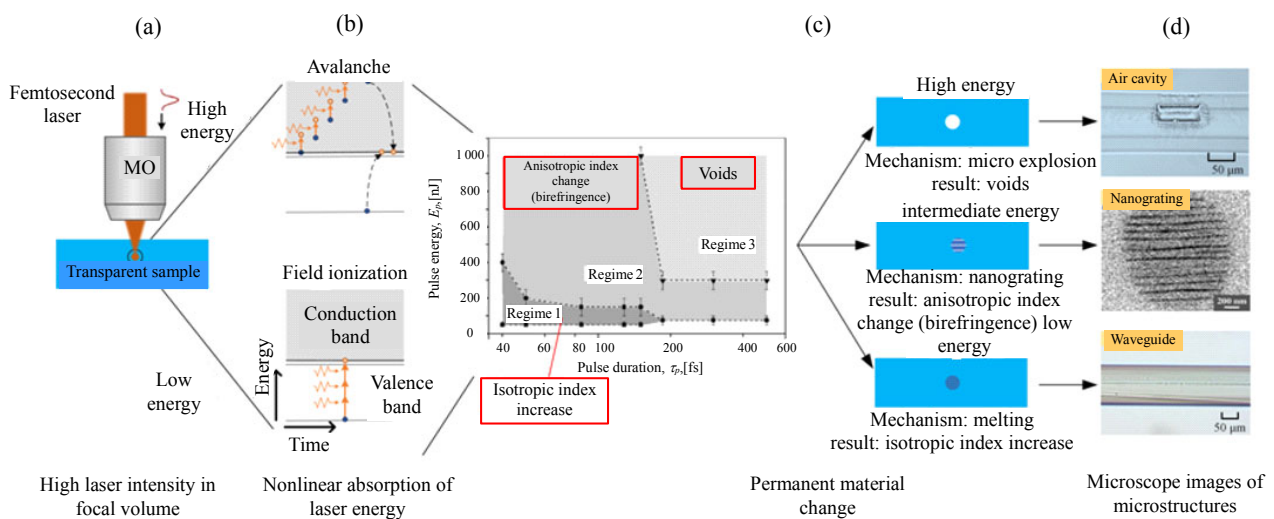 (a)
(b)
(c)
(d)
Femtosecond
laser
High
energy
MO
Transparent sample
Low
energy
High laser intensity in
focal volume
Avalanche
Field ionization
Conduction
band
Valence
band
Energy
Time
Nonlinear absorption of
laser energy
Pulse energy, Eₚ,[nJ]
1 000
800
600
400
200
100
0
Anisotropic index
change
(birefringence)
Voids
Regime 3
Regime 2
Regime 1
40
60
80
100
200
400
600
Pulse duration, τₚ,[fs]
Isotropic index
increase
High energy
Mechanism: micro explosion
result: voids
intermediate energy
Mechanism: nanograting
result: anisotropic index
change (birefringence) low
energy
Mechanism: melting
result: isotropic index increase
Permanent material
change
Air cavity
50 μm
Nanograting
200 nm
Waveguide
50 μm
Microscope images of
microstructures